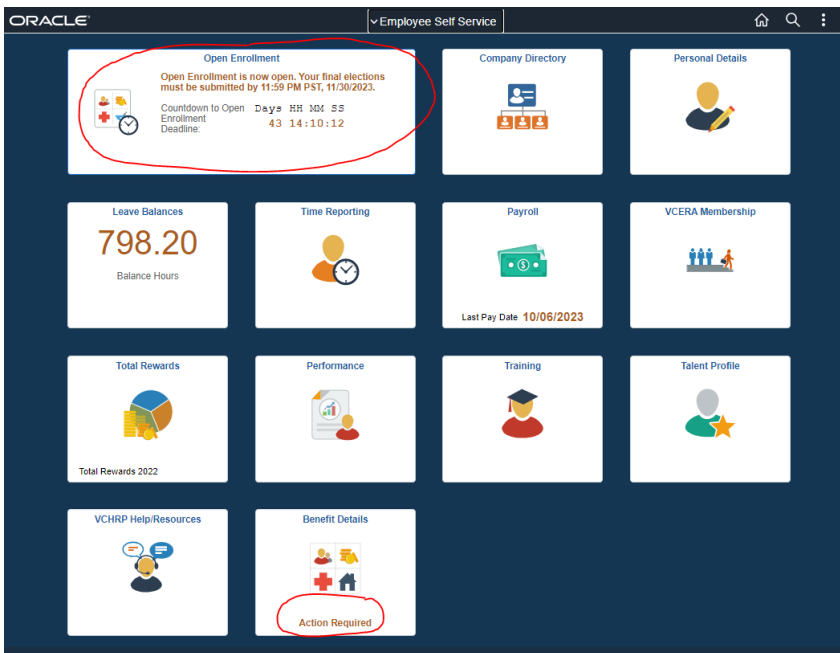 ORACLE
Employee Self Service
Open Enrollment
Open Enrollment is now open. Your final elections
must be submitted by 11:59 PM PST, 11/30/2023.
Countdown to Open
Enrollment
Deadline:
Days HH MM SS
43 14:10:12
Company Directory
Personal Details
Leave Balances
798.20
Balance Hours
Time Reporting
Payroll
Last Pay Date 10/06/2023
VCERA Membership
Total Rewards
Total Rewards 2022
Performance
Training
Talent Profile
VCHRP Help/Resources
Benefit Details
Action Required